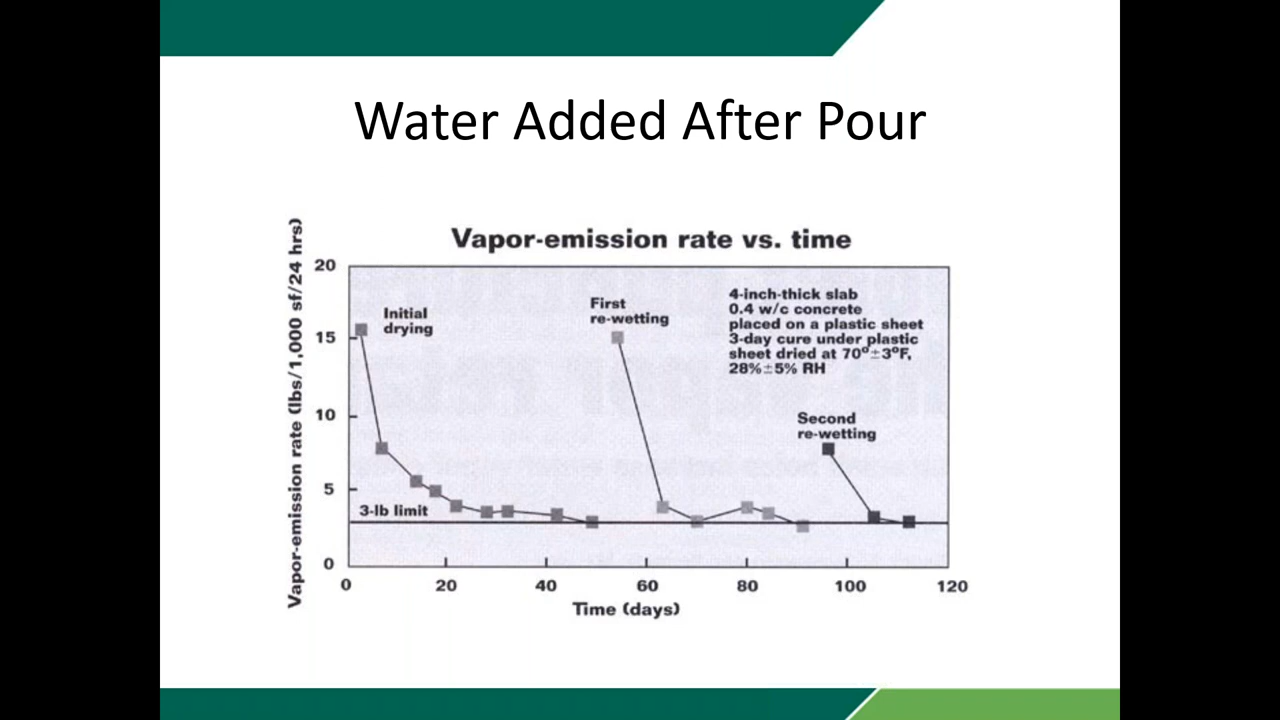 Water Added After Pour
Vapor-emission rate vs. time
Vapor-emission rate (lbs/1,000 sf/24 hrs)
20
15
10
5
0
Initial
drying
First
re-wetting
4-inch-thick slab
0.4 w/c concrete
placed on a plastic sheet
3-day cure under plastic
sheet dried at 70º±3ºF,
28%±5% RH
Second
re-wetting
3-lb limit
0 20 40 60 80 100 120
Time (days)